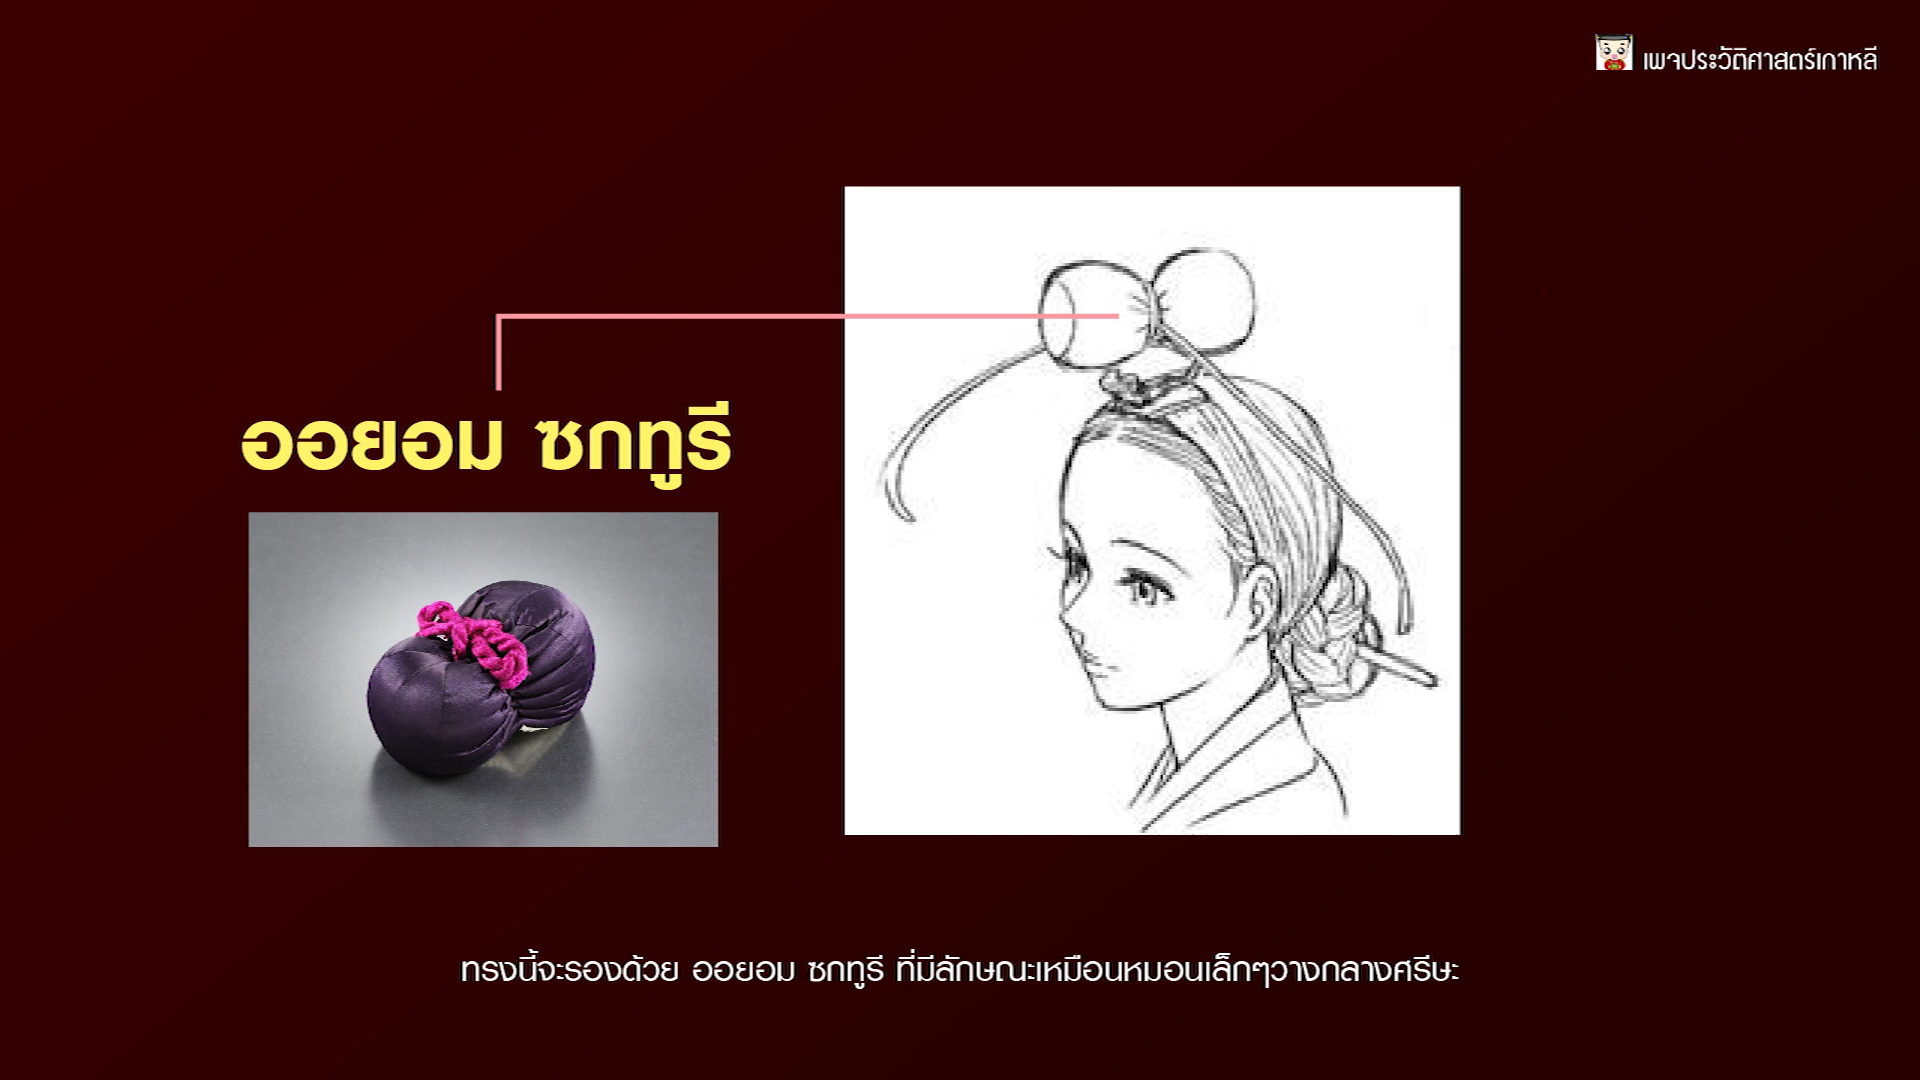 เพจประวัติศาสตร์เกาหลี
ออยอม ซกทูรี
ทรงนี้จะรองด้วย ออยอม ซกทูรี ที่มีลักษณะเหมือนหมอนเล็กๆวางกลางศรีษะ